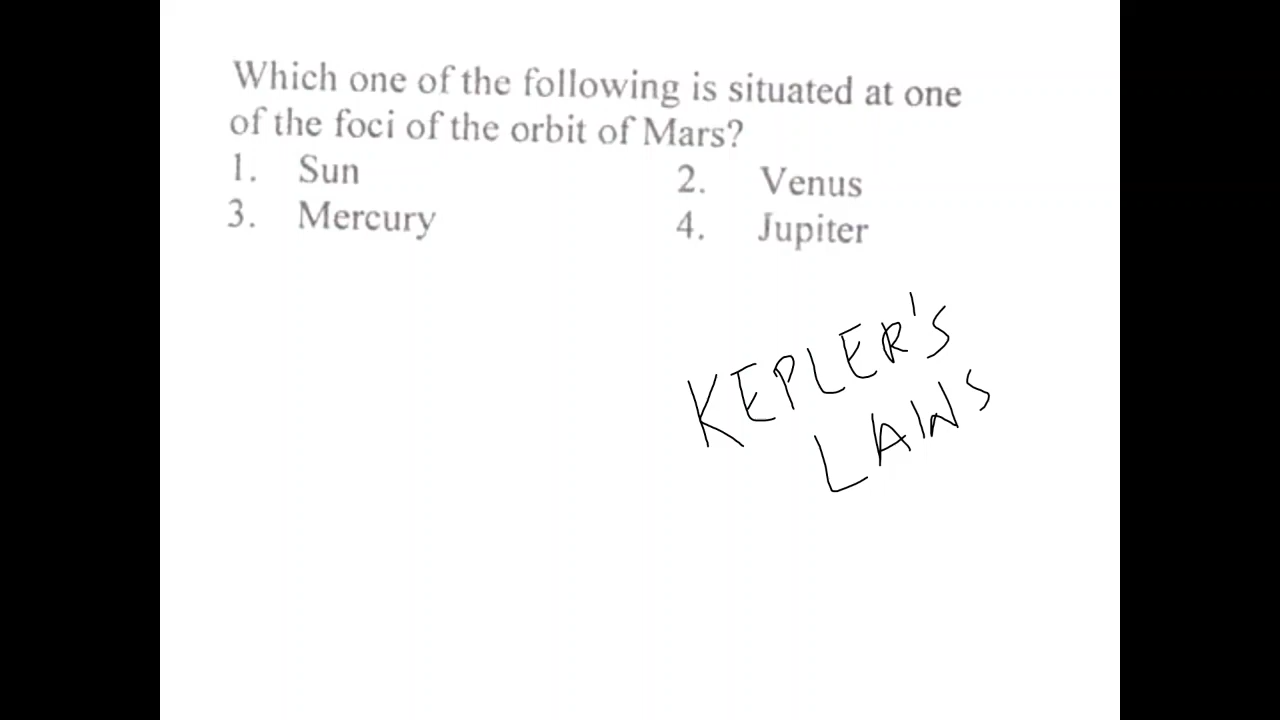 Which one of the following is situated at one
of the foci of the orbit of Mars?
1. Sun 2. Venus
3. Mercury 4. Jupiter
KEPLER'S
LAWS